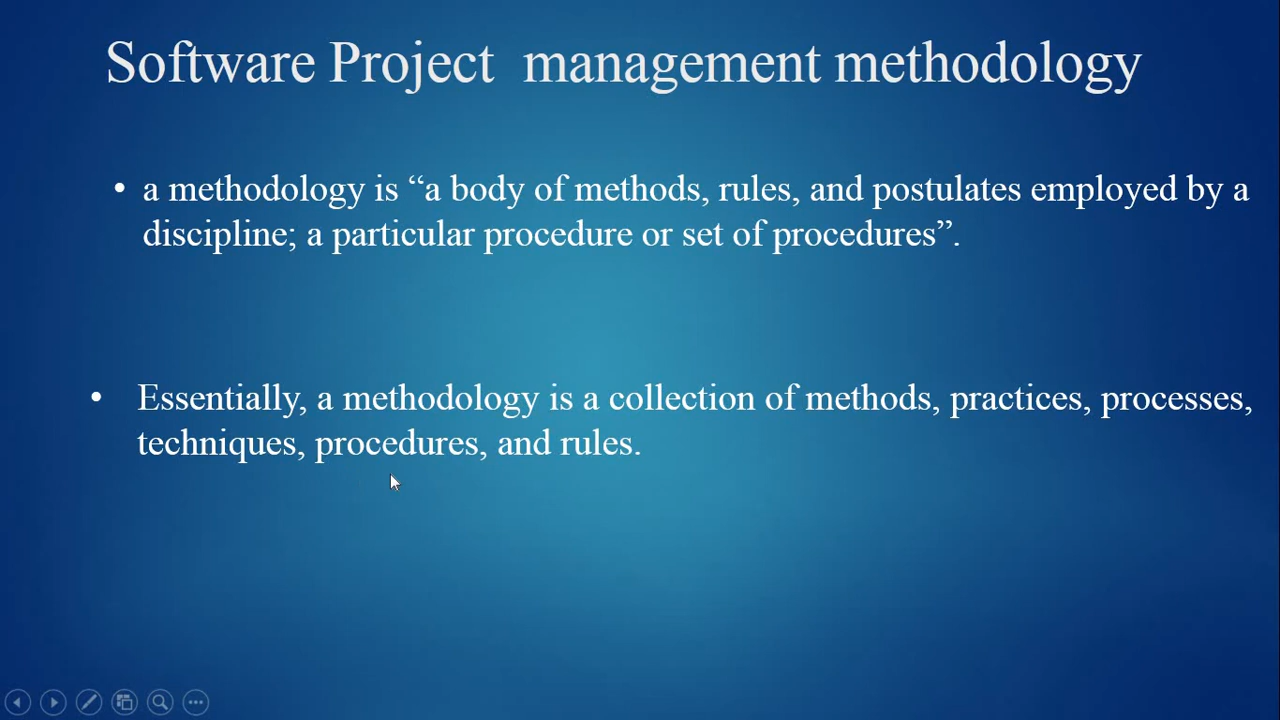 Software Project  management methodology
• a methodology is “a body of methods, rules, and postulates employed by a
discipline; a particular procedure or set of procedures”.
• Essentially, a methodology is a collection of methods, practices, processes,
techniques, procedures, and rules.